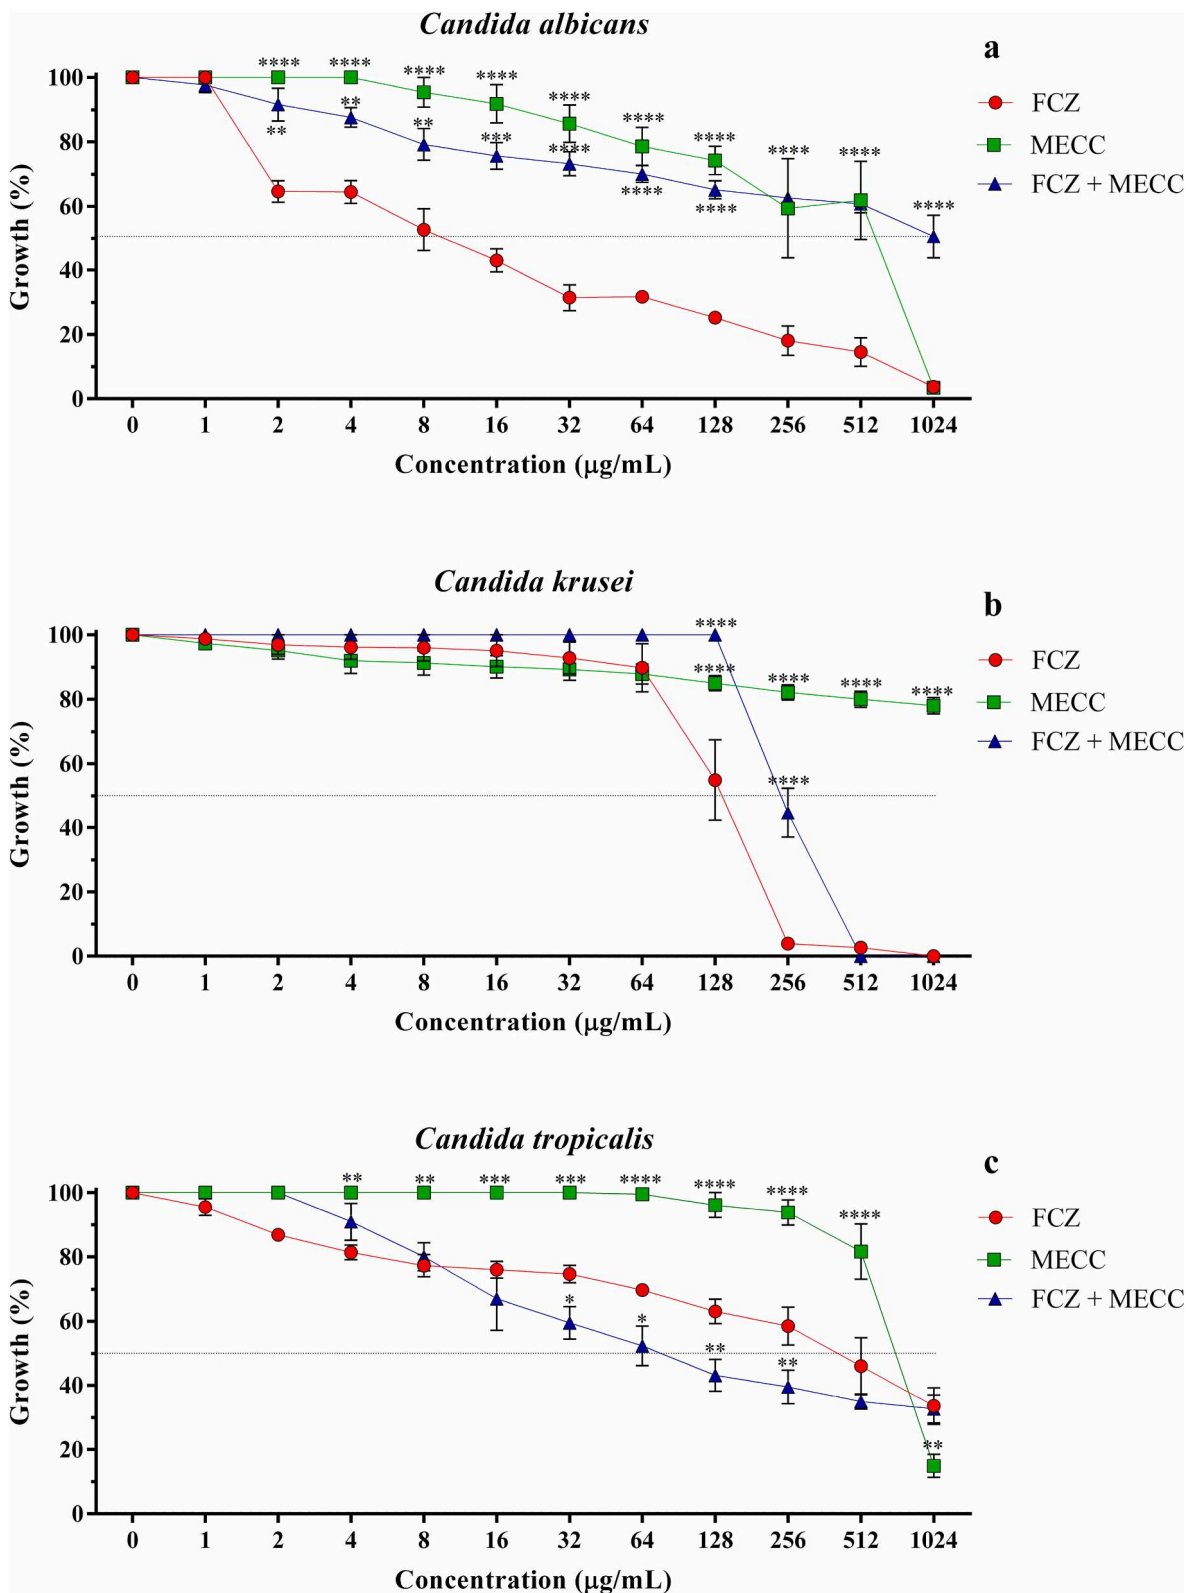 Candida albicans
a
**** **** **** **** **** **** **** **** **** ****
** ** ** *** **** **** ****
FCZ
MECC
FCZ + MECC
Growth (%)
100
80
60
40
20
0
0 1 2 4 8 16 32 64 128 256 512 1024
Concentration (μg/mL)
Candida krusei
b
****
**** **** **** ****
****
FCZ
MECC
FCZ + MECC
Growth (%)
100
80
60
40
20
0
0 1 2 4 8 16 32 64 128 256 512 1024
Concentration (μg/mL)
Candida tropicalis
c
** ** *** *** **** **** **** ****
* * ** ** **
FCZ
MECC
FCZ + MECC
Growth (%)
100
80
60
40
20
0
0 1 2 4 8 16 32 64 128 256 512 1024
Concentration (μg/mL)